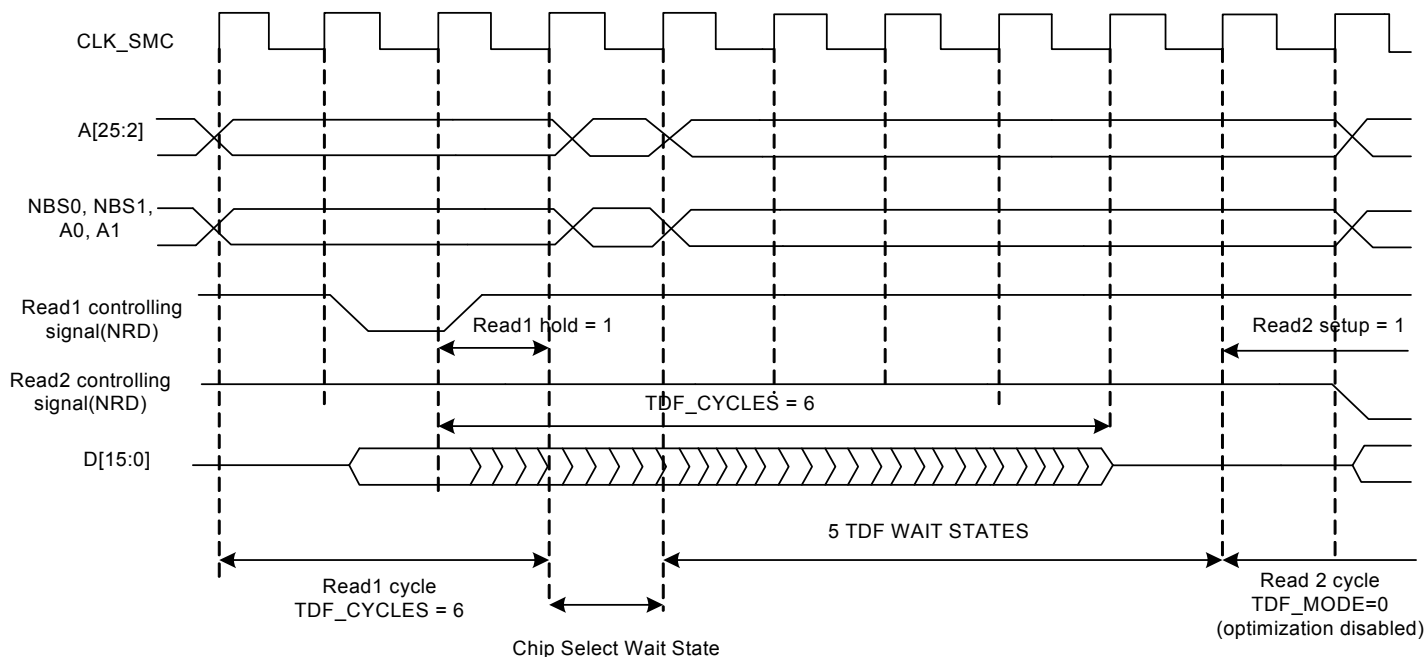 CLK_SMC
A[25:2]
NBS0, NBS1,
A0, A1
Read1 controlling
signal(NRD)
Read1 hold = 1
Read2 setup = 1
Read2 controlling
signal(NRD)
TDF_CYCLES = 6
D[15:0]
5 TDF WAIT STATES
Read1 cycle
TDF_CYCLES = 6
Chip Select Wait State
Read 2 cycle
TDF_MODE=0
(optimization disabled)